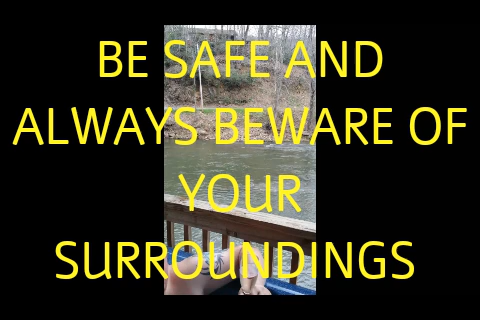 BE SAFE AND
ALWAYS BEWARE OF
YOUR
SURROUNDINGS